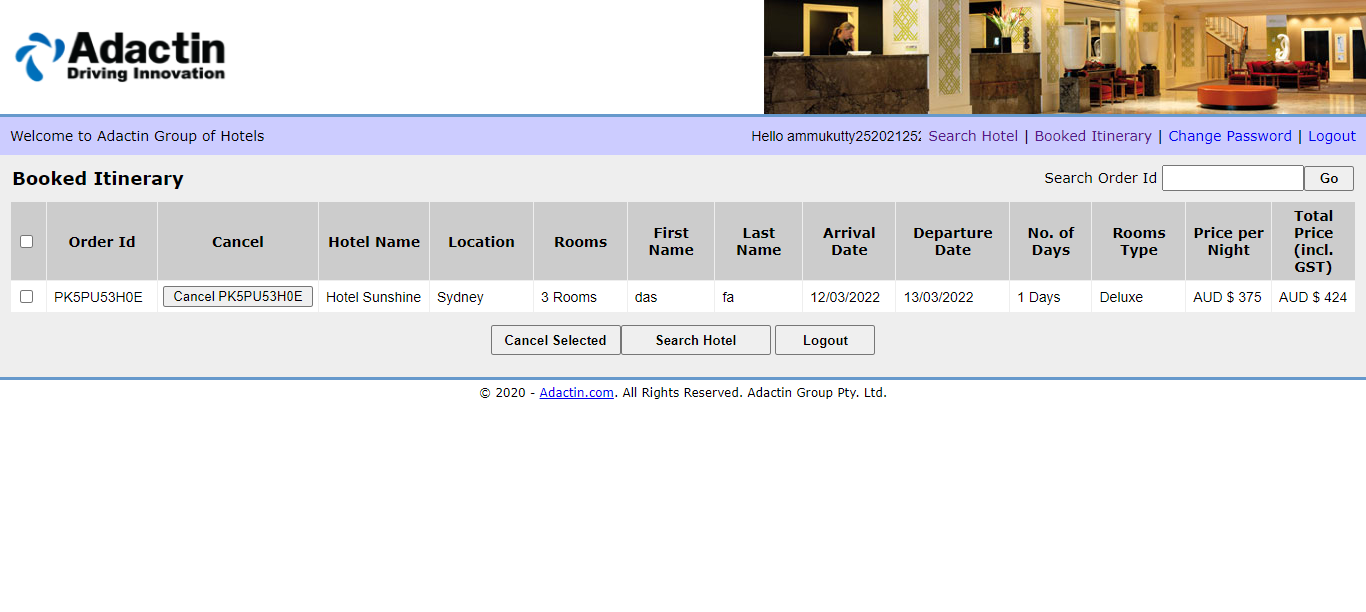 Adactin
Driving Innovation
Welcome to Adactin Group of Hotels
Hello ammukutty252021252 Search Hotel | Booked Itinerary | Change Password | Logout
Booked Itinerary
Search Order Id Go
Order Id Cancel Hotel Name Location Rooms First Name Last Name Arrival Date Departure Date No. of Days Rooms Type Price per Night Total Price (incl. GST)
PK5PU53H0E Cancel PK5PU53H0E Hotel Sunshine Sydney 3 Rooms das fa 12/03/2022 13/03/2022 1 Days Deluxe AUD $ 375 AUD $ 424
Cancel Selected Search Hotel Logout
© 2020 - Adactin.com. All Rights Reserved. Adactin Group Pty. Ltd.